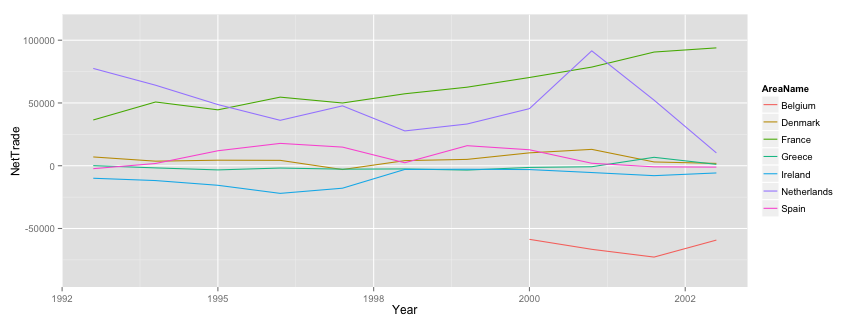 100000
50000
0
-50000
NetTrade
1992
1995
1998
2000
2002
Year
AreaName
Belgium
Denmark
France
Greece
Ireland
Netherlands
Spain